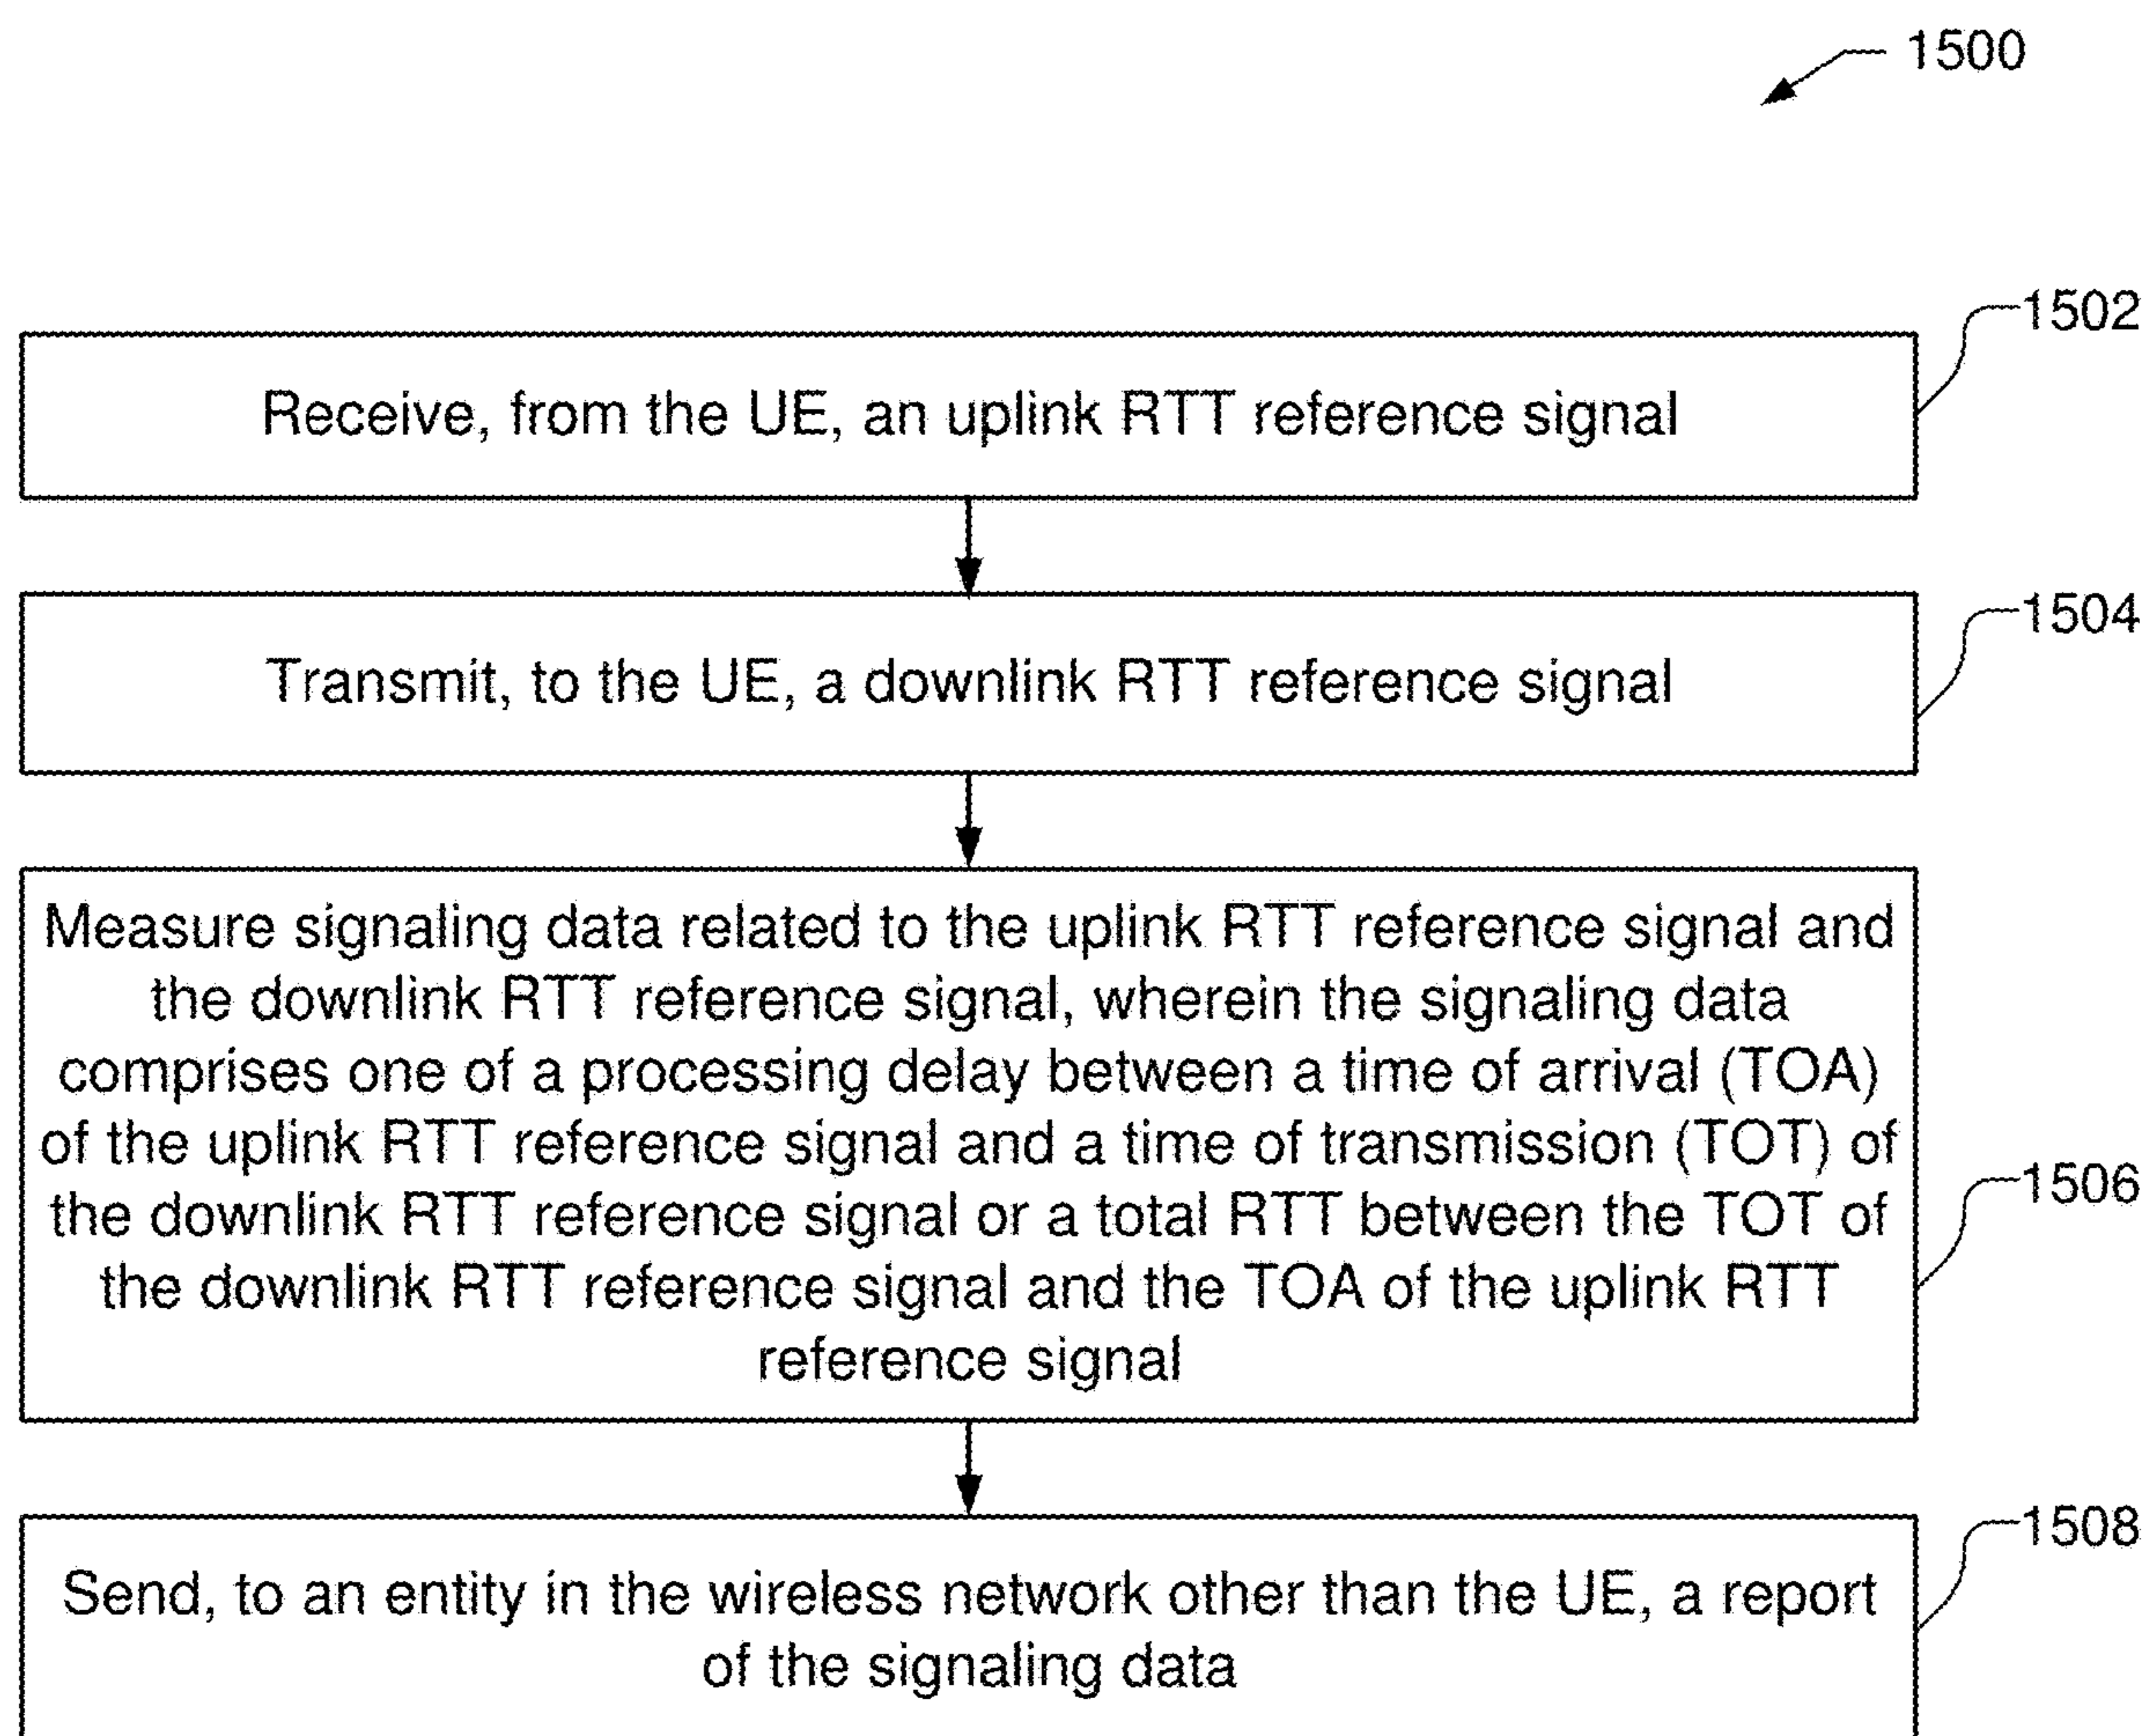 1500
1502
Receive, from the UE, an uplink RTT reference signal
1504
Transmit, to the UE, a downlink RTT reference signal
Measure signaling data related to the uplink RTT reference signal and
the downlink RTT reference signal, wherein the signaling data
comprises one of a processing delay between a time of arrival (TOA)
of the uplink RTT reference signal and a time of transmission (TOT) of
the downlink RTT reference signal or a total RTT between the TOT of
the downlink RTT reference signal and the TOA of the uplink RTT
reference signal
1506
1508
Send, to an entity in the wireless network other than the UE, a report
of the signaling data